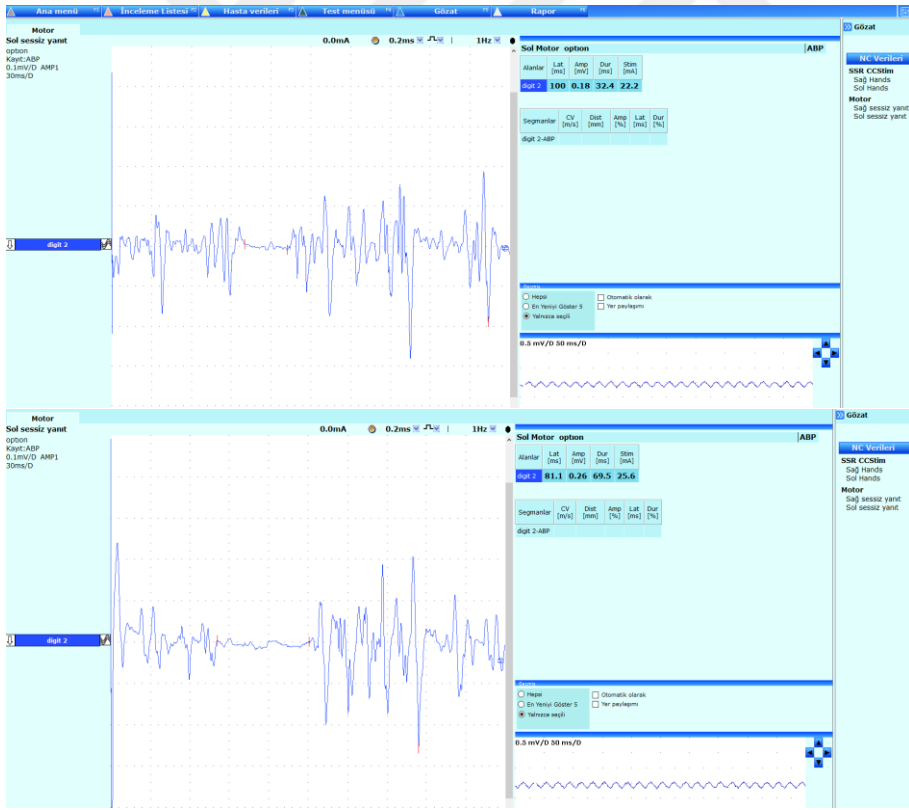 Ana menü F1 İnceleme Listesi F2 Hasta verileri F3 Test menüsü F4 Gözat F5 Rapor F6
Motor
Sol sessiz yanıt 0.0mA 0.2ms 1Hz
option
Kayıt:ABP
0.1mV/D AMP1
30ms/D
digit 2
Sol Motor option ABP
Alanlar Lat [ms] Amp [mV] Dur [ms] Stim [mA]
digit 2 100 0.18 32.4 22.2
Segmanlar CV [m/s] Dist [mm] Amp [%] Lat [ms] Dur [%]
digit 2-ABP
Hepsi Otomatik olarak
En Yeniyi Göster 5 Yer paylaşımı
Yalnızca seçili
0.5 mV/D 50 ms/D
Gözat
NC Verileri
SSR CCStim
Sağ Hands
Sol Hands
Motor
Sağ sessiz yanıt
Sol sessiz yanıt
Motor
Sol sessiz yanıt 0.0mA 0.2ms 1Hz
option
Kayıt:ABP
0.1mV/D AMP1
30ms/D
digit 2
Sol Motor option ABP
Alanlar Lat [ms] Amp [mV] Dur [ms] Stim [mA]
digit 2 81.1 0.26 69.5 25.6
Segmanlar CV [m/s] Dist [mm] Amp [%] Lat [ms] Dur [%]
digit 2-ABP
Hepsi Otomatik olarak
En Yeniyi Göster 5 Yer paylaşımı
Yalnızca seçili
0.5 mV/D 50 ms/D
Gözat
NC Verileri
SSR CCStim
Sağ Hands
Sol Hands
Motor
Sağ sessiz yanıt
Sol sessiz yanıt